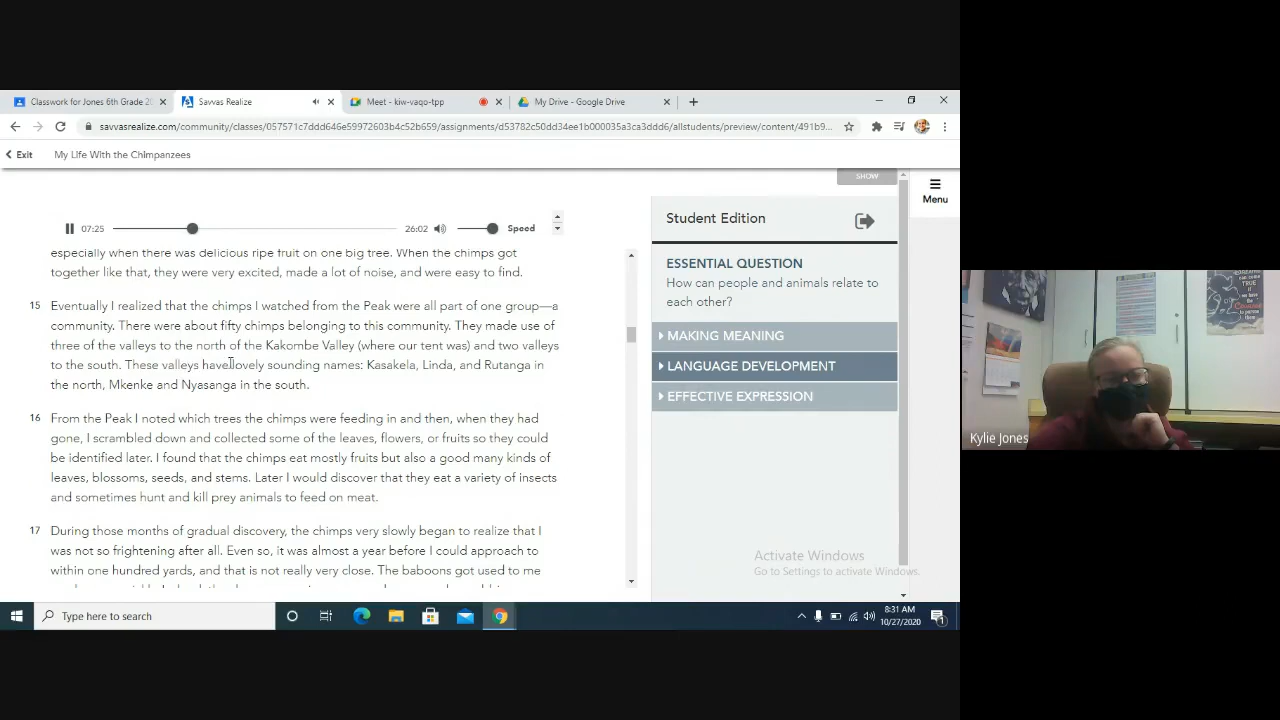 Classwork for Jones 6th Grade 20
Savvas Realize
Meet - kiw-vaqo-tpp
My Drive - Google Drive
savvasrealize.com/community/classes/057571c7ddd646e59972603b4c52b659/assignments/d53782c50dd34ee1b000035a3ca3ddd6/allstudents/preview/content/491b9...
Exit
My Life With the Chimpanzees
SHOW
Menu
07:25
26:02
Speed
especially when there was delicious ripe fruit on one big tree. When the chimps got
together like that, they were very excited, made a lot of noise, and were easy to find.
15 Eventually I realized that the chimps I watched from the Peak were all part of one group—a
community. There were about fifty chimps belonging to this community. They made use of
three of the valleys to the north of the Kakombe Valley (where our tent was) and two valleys
to the south. These valleys have lovely sounding names: Kasakela, Linda, and Rutanga in
the north, Mkenke and Nyasanga in the south.
16 From the Peak I noted which trees the chimps were feeding in and then, when they had
gone, I scrambled down and collected some of the leaves, flowers, or fruits so they could
be identified later. I found that the chimps eat mostly fruits but also a good many kinds of
leaves, blossoms, seeds, and stems. Later I would discover that they eat a variety of insects
and sometimes hunt and kill prey animals to feed on meat.
17 During those months of gradual discovery, the chimps very slowly began to realize that I
was not so frightening after all. Even so, it was almost a year before I could approach to
within one hundred yards, and that is not really very close. The baboons got used to me
Student Edition
ESSENTIAL QUESTION
How can people and animals relate to
each other?
MAKING MEANING
LANGUAGE DEVELOPMENT
EFFECTIVE EXPRESSION
Activate Windows
Go to Settings to activate Windows.
Kylie Jones
Type here to search
8:31 AM
10/27/2020
1